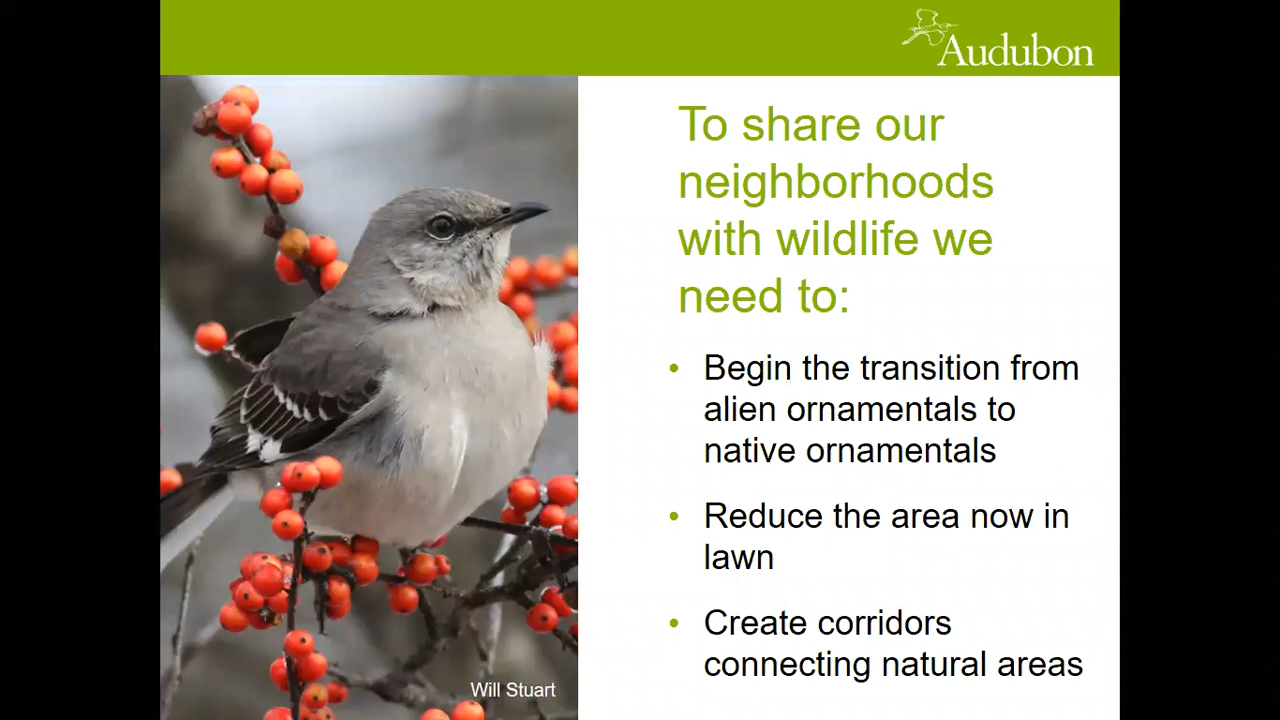 Audubon
To share our
neighborhoods
with wildlife we
need to:
• Begin the transition from
alien ornamentals to
native ornamentals
• Reduce the area now in
lawn
• Create corridors
connecting natural areas
Will Stuart